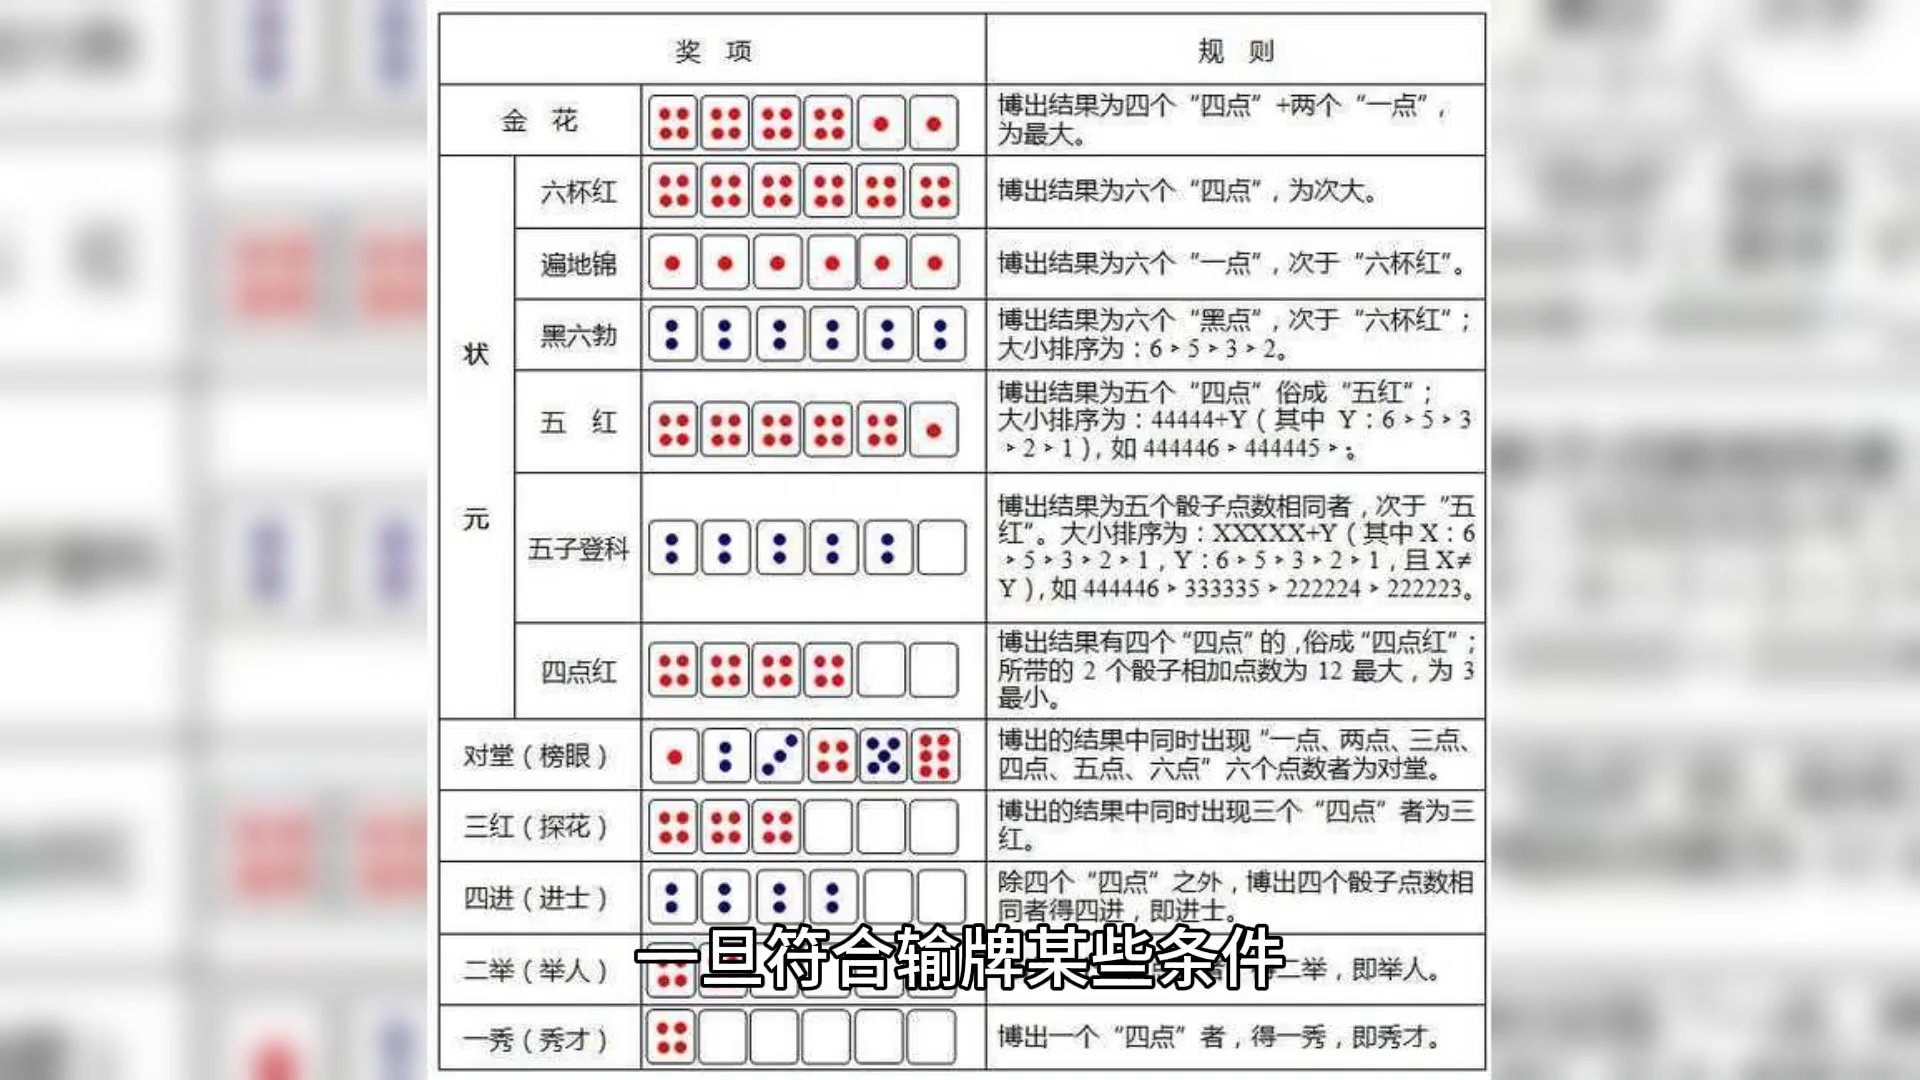 奖 项
规 则
金 花
博出结果为四个“四点”+两个“一点”,
为最大。
状
元
六杯红
博出结果为六个“四点”,为次大。
遍地锦
博出结果为六个“一点”,次于“六杯红”。
黑六勃
博出结果为六个“黑点”,次于“六杯红”;
大小排序为:6>5>3>2。
五 红
博出结果为五个“四点”俗成“五红”;
大小排序为:44444+Y(其中 Y:6>5>3
>2>1),如 444446>444445>:。
五子登科
博出结果为五个骰子点数相同者,次于“五
红”。大小排序为:XXXXX+Y(其中X:6
>5>3>2>1,Y:6>5>3>2>1,且 X≠
Y),如 444446>333335>222224>222223。
四点红
博出结果有四个“四点”的,俗成“四点红”;
所带的 2 个骰子相加点数为 12 最大,为 3
最小。
对堂(榜眼)
博出的结果中同时出现“一点、两点、三点、
四点、五点、六点”六个点数者为对堂。
三红(探花)
博出的结果中同时出现三个“四点”者为三
红。
四进(进士)
除四个“四点”之外,博出四个骰子点数相
同者得四进,即进士。
二举(举人)
二举,即举人。
一秀(秀才)
博出一个“四点”者,得一秀,即秀才。
一旦符合输牌某些条件